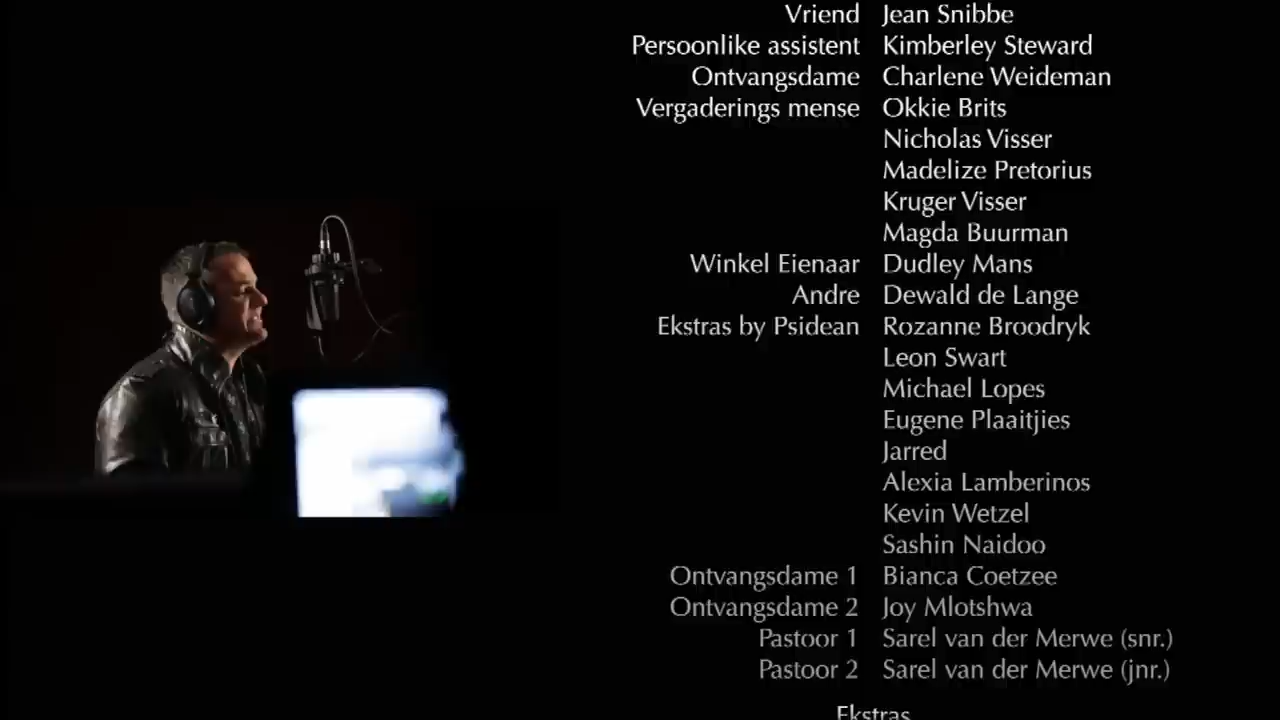 Vriend Jean Snibbe
Persoonlike assistent Kimberley Steward
Ontvangsdame Charlene Weideman
Vergaderings mense Okkie Brits
Nicholas Visser
Madelize Pretorius
Kruger Visser
Magda Buurman
Winkel Eienaar Dudley Mans
Andre Dewald de Lange
Ekstras by Psidean Rozanne Broodryk
Leon Swart
Michael Lopes
Eugene Plaaitjies
Jarred
Alexia Lamberinos
Kevin Wetzel
Sashin Naidoo
Ontvangsdame 1 Bianca Coetzee
Ontvangsdame 2 Joy Mlotshwa
Pastoor 1 Sarel van der Merwe (snr.)
Pastoor 2 Sarel van der Merwe (jnr.)
Ekstras